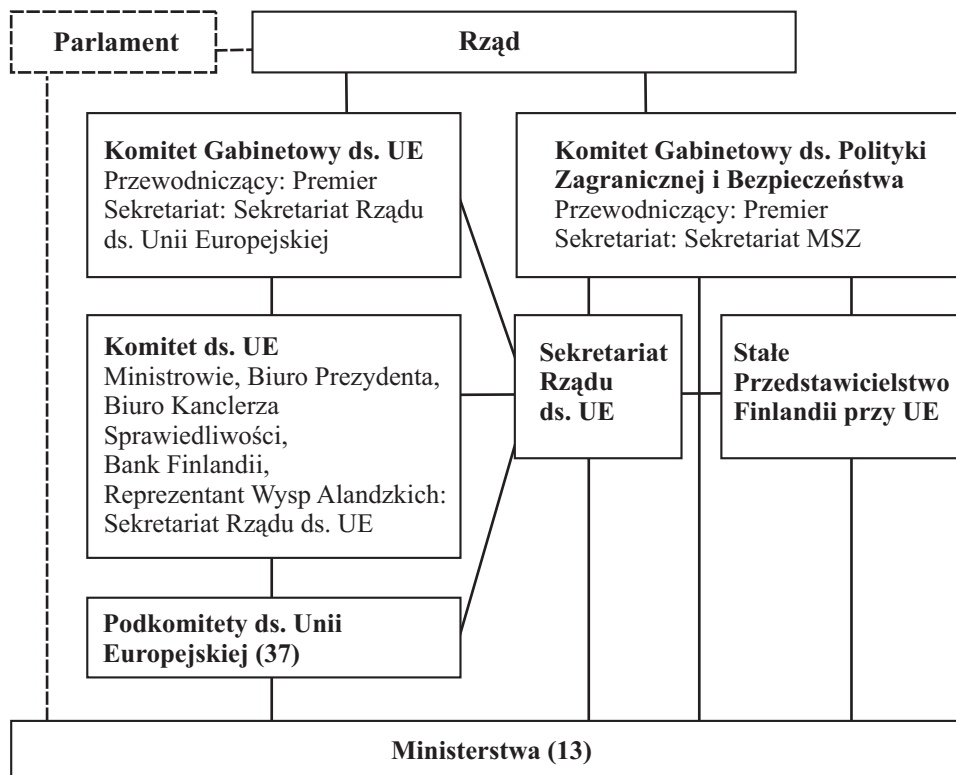 Parlament
Rząd
Komitet Gabinetowy ds. UE
Przewodniczący: Premier
Sekretariat: Sekretariat Rządu
ds. Unii Europejskiej
Komitet Gabinetowy ds. Polityki
Zagranicznej i Bezpieczeństwa
Przewodniczący: Premier
Sekretariat: Sekretariat MSZ
Komitet ds. UE
Ministrowie, Biuro Prezydenta,
Biuro Kanclerza
Sprawiedliwości,
Bank Finlandii,
Reprezentant Wysp Alandzkich:
Sekretariat Rządu ds. UE
Sekretariat
Rządu
ds. UE
Stałe
Przedstawicielstwo
Finlandii przy UE
Podkomitety ds. Unii
Europejskiej (37)
Ministerstwa (13)